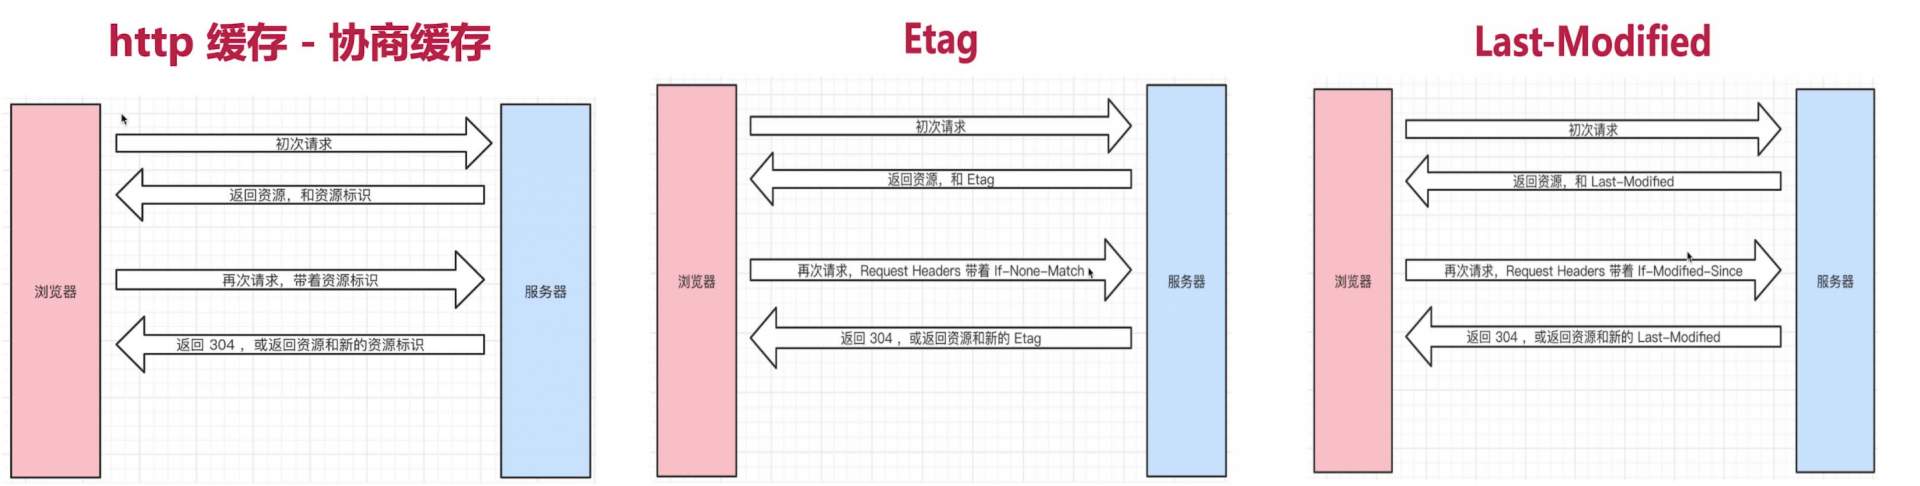 http 缓存 - 协商缓存
初次请求
返回资源，和资源标识
再次请求，带着资源标识
返回 304 ，或返回资源和新的资源标识
浏览器
服务器
Etag
初次请求
返回资源，和 Etag
再次请求，Request Headers 带着 If-None-Match
返回 304 ，或返回资源和新的 Etag
浏览器
服务器
Last-Modified
初次请求
返回资源，和 Last-Modified
再次请求，Request Headers 带着 If-Modified-Since
返回 304 ，或返回资源和新的 Last-Modified
浏览器
服务器